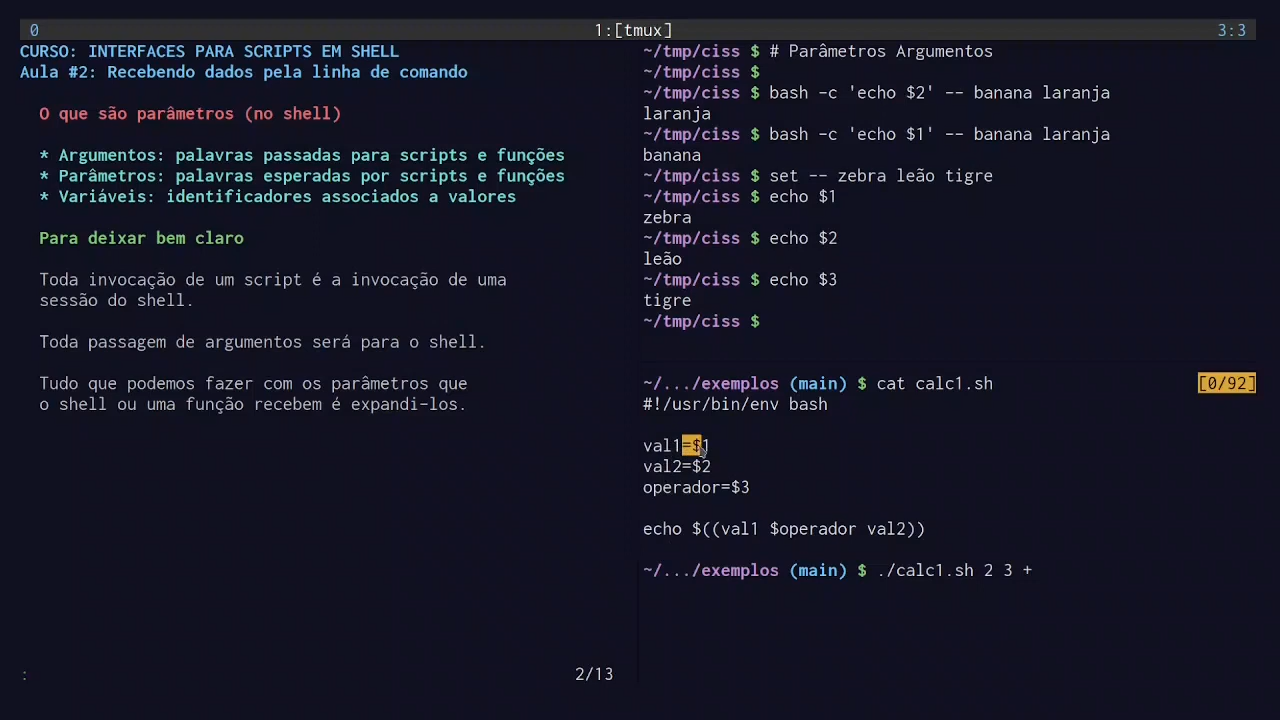 0 1:[tmux] 3:3
CURSO: INTERFACES PARA SCRIPTS EM SHELL
Aula #2: Recebendo dados pela linha de comando
O que são parâmetros (no shell)
* Argumentos: palavras passadas para scripts e funções
* Parâmetros: palavras esperadas por scripts e funções
* Variáveis: identificadores associados a valores
Para deixar bem claro
Toda invocação de um script é a invocação de uma
sessão do shell.
Toda passagem de argumentos será para o shell.
Tudo que podemos fazer com os parâmetros que
o shell ou uma função recebem é expandi-los.
:
2/13
~/tmp/ciss $ # Parâmetros Argumentos
~/tmp/ciss $
~/tmp/ciss $ bash -c 'echo $2' -- banana laranja
laranja
~/tmp/ciss $ bash -c 'echo $1' -- banana laranja
banana
~/tmp/ciss $ set -- zebra leão tigre
~/tmp/ciss $ echo $1
zebra
~/tmp/ciss $ echo $2
leão
~/tmp/ciss $ echo $3
tigre
~/tmp/ciss $
~/.../exemplos (main) $ cat calc1.sh [0/92]
#!/usr/bin/env bash
val1=$1
val2=$2
operador=$3
echo $((val1 $operador val2))
~/.../exemplos (main) $ ./calc1.sh 2 3 +